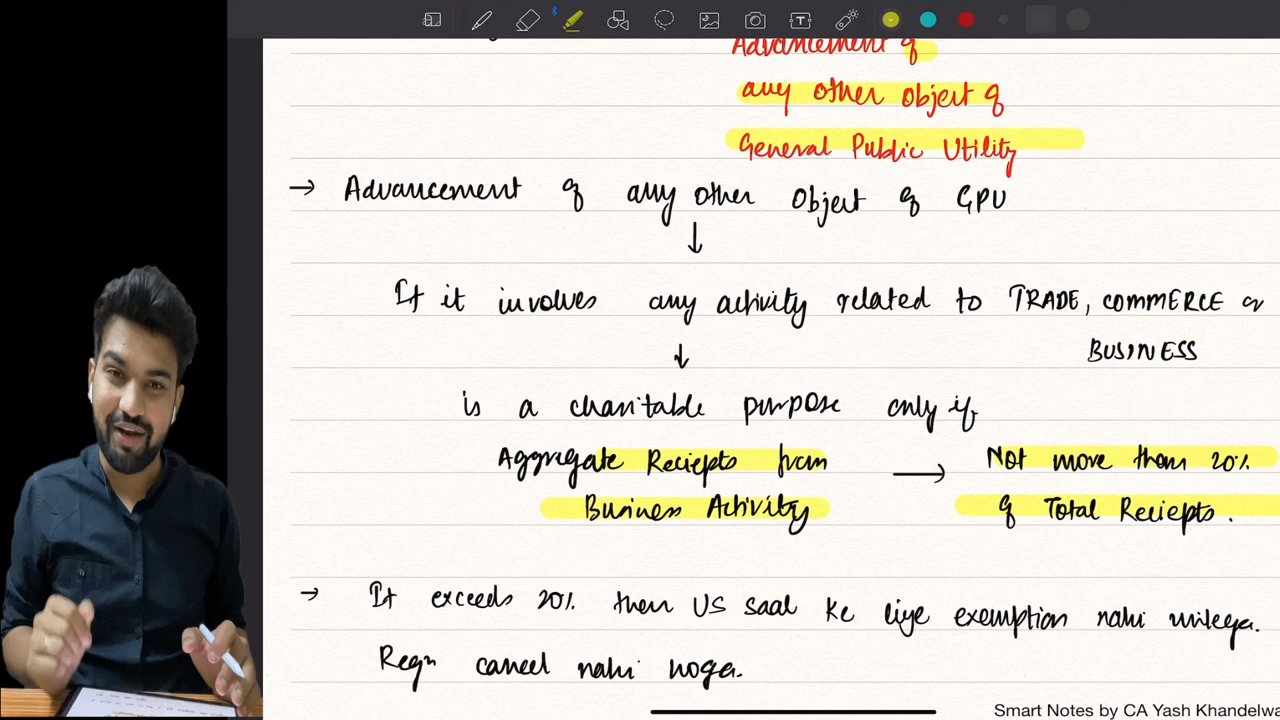 Advancement of
any other object of
General Public Utility
→ Advancement of any other Object of GPU
If it involves any activity related to TRADE, COMMERCE or
BUSINESS
is a charitable purpose only if
Aggregate Reciepts from → Not more than 20%
Business Activity of Total Reciepts.
→ If exceeds 20% then US saal ke liye exemption nahi milega.
Regn cancel nahi hoga.
Smart Notes by CA Yash Khandelwa